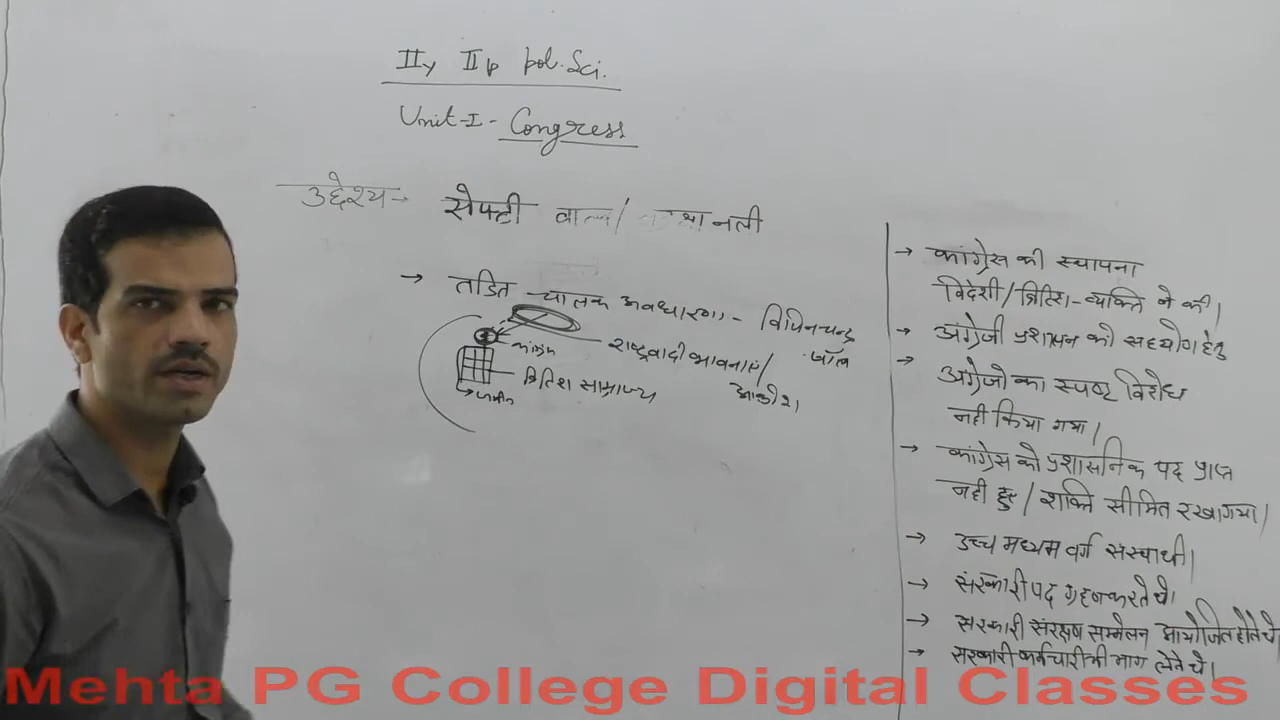 IIy IIp pol. Sci.
Unit-I - Congress
उद्देश्य → सेफ्टी वाल्व / नली
→ तडित चालक अवधारणा - विपिनचन्द्र
कांग्रेस
राष्ट्रवादी भावनाएं / जॉल
ब्रितिश साम्राज्य आक्रोश
→ जमीन
→ कांग्रेस की स्थापना
विदेशी / ब्रिटिश-व्यक्ति ने की।
→ अंग्रेजी प्रशासन को सहयोग हेतु
→ अंग्रेजो का स्पष्ट विरोध
नही किया गया।
→ कांग्रेस को प्रशासनिक पद प्राप्त
नही हुए / शक्ति सीमित रखा गया।
→ उच्च मध्यम वर्ग संस्था थी।
→ सरकारी पद ग्रहण करते थे।
→ सरकारी संरक्षण सम्मेलन आयोजित होते थे।
→ सरकारी कर्मचारी भी भाग लेते थे।
Mehta PG College Digital Classes